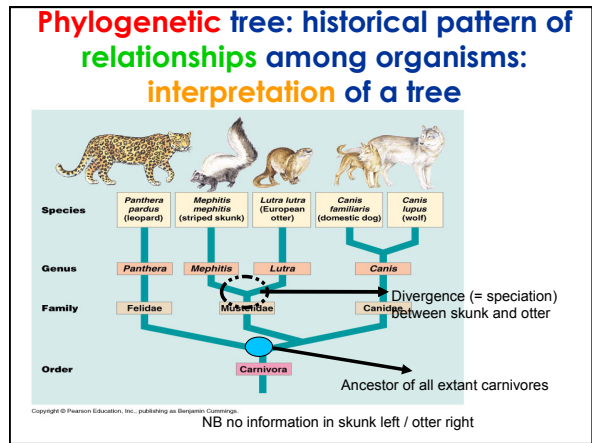 Phylogenetic tree: historical pattern of
relationships among organisms:
interpretation of a tree
Species
Panthera
pardus
(leopard)
Mephitis
mephitis
(striped skunk)
Lutra lutra
(European
otter)
Canis
familiaris
(domestic dog)
Canis
lupus
(wolf)
Genus
Panthera
Mephitis
Lutra
Canis
Divergence (= speciation)
between skunk and otter
Family
Felidae
Mustelidae
Canidae
Order
Carnivora
Ancestor of all extant carnivores
Copyright © Pearson Education, Inc., publishing as Benjamin Cummings.
NB no information in skunk left / otter right